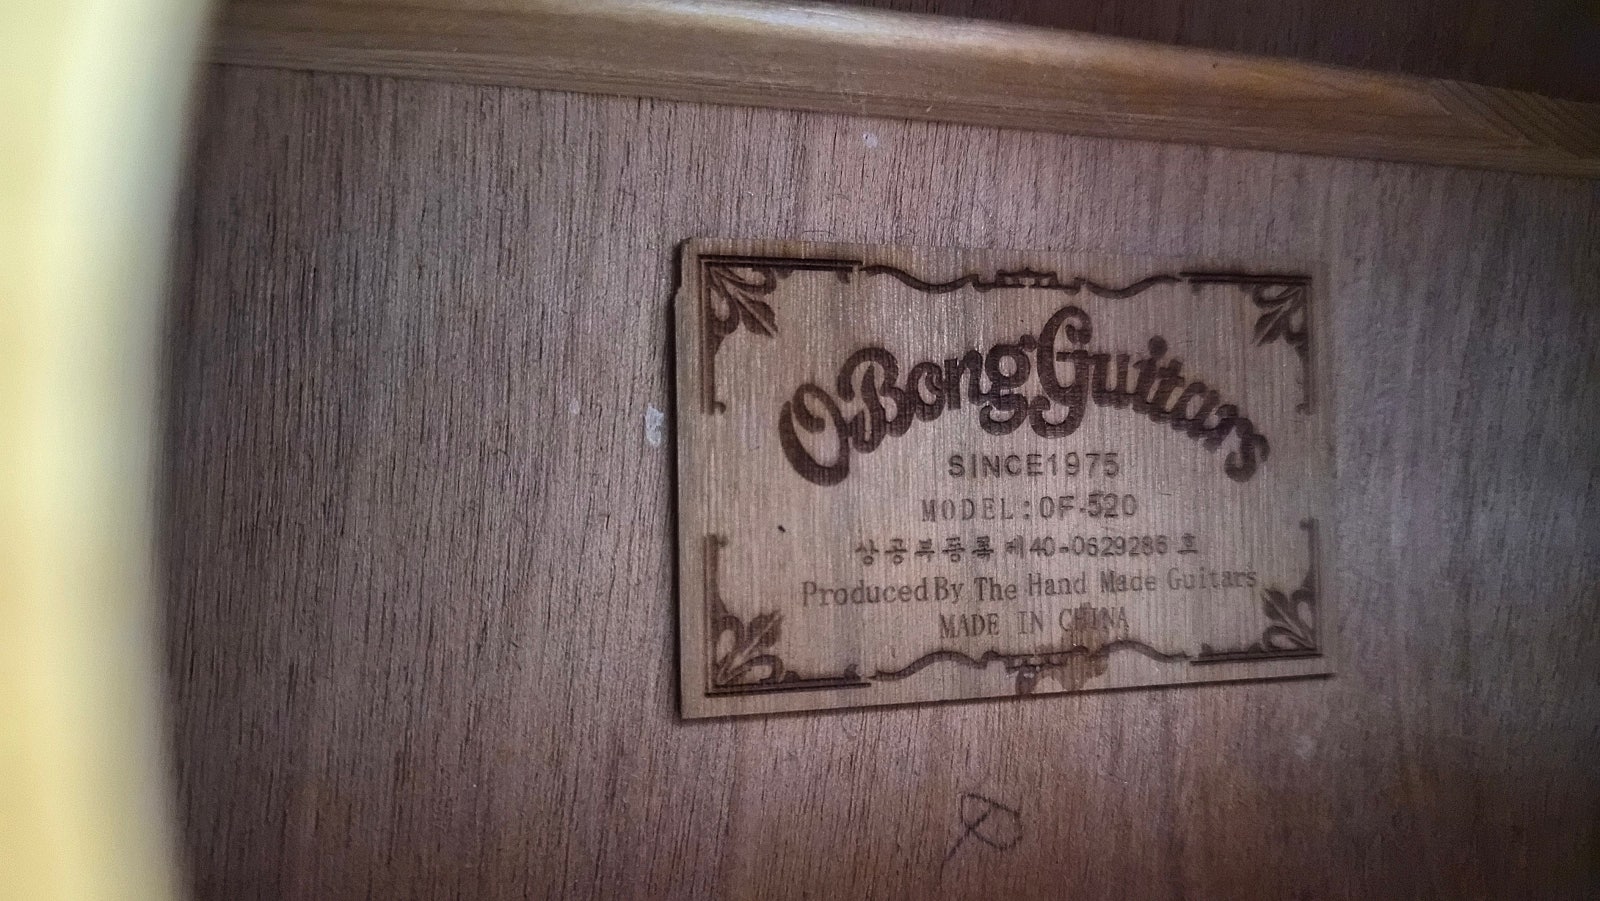 O·Bong Guitars
SINCE1975
MODEL:OF-520
상공부등록 제40-0629286 호
Produced By The Hand Made Guitars
MADE IN CHINA